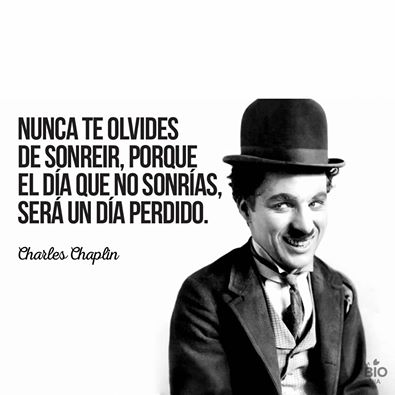 NUNCA TE OLVIDES
DE SONREIR, PORQUE
EL DÍA QUE NO SONRÍAS,
SERÁ UN DÍA PERDIDO.
Charles Chaplin
BIO